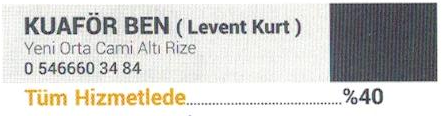 KUAFÖR BEN ( Levent Kurt )
Yeni Orta Cami Altı Rize
0 546660 34 84
Tüm Hizmetlede............................................%40